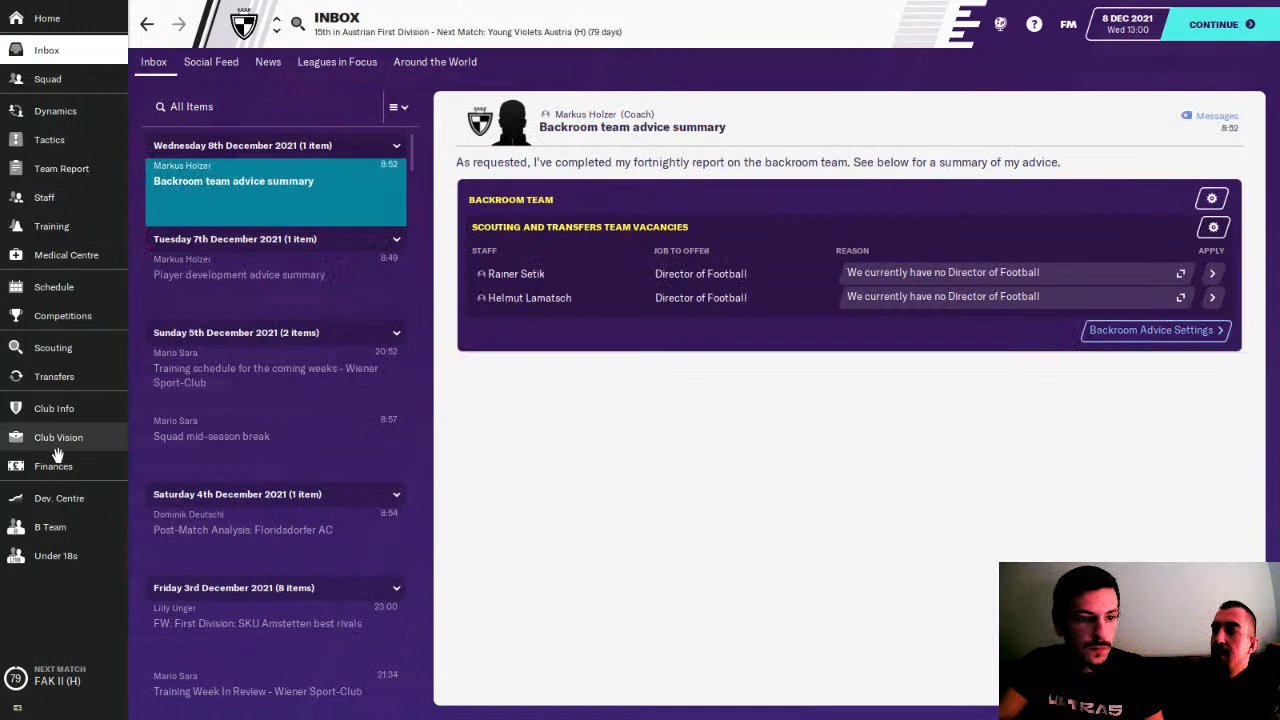 Home
Inbox
Squad
Dynamics
Tactics
Team Report
Staff
Training
Medical Centre
Schedule
Competitions
Scouting
Transfers
Club Info
Club Vision
Finances
Dev. Centre
B Team
Under 18s
79
NEXT MATCH
FAK II (H)
INBOX
15th in Austrian First Division - Next Match: Young Violets Austria (H) (79 days)
FM
8 DEC 2021
Wed 13:00
CONTINUE
Inbox
Social Feed
News
Leagues in Focus
Around the World
All Items
Wednesday 8th December 2021 (1 item)
Markus Holzer 8:52
Backroom team advice summary
Tuesday 7th December 2021 (1 item)
Markus Holzer 8:49
Player development advice summary
Sunday 5th December 2021 (2 items)
Mario Sara 20:52
Training schedule for the coming weeks - Wiener
Sport-Club
Mario Sara 8:57
Squad mid-season break
Saturday 4th December 2021 (1 item)
Dominik Deutschl 8:54
Post-Match Analysis: Floridsdorfer AC
Friday 3rd December 2021 (8 items)
Lilly Unger 23:00
FW: First Division: SKU Amstetten best rivals
Mario Sara 21:34
Training Week In Review - Wiener Sport-Club
Markus Holzer (Coach)
Backroom team advice summary
Messages
8:52
As requested, I've completed my fortnightly report on the backroom team. See below for a summary of my advice.
BACKROOM TEAM
SCOUTING AND TRANSFERS TEAM VACANCIES
STAFF JOB TO OFFER REASON APPLY
Rainer Setik Director of Football We currently have no Director of Football
Helmut Lamatsch Director of Football We currently have no Director of Football
Backroom Advice Settings
ULTRAS